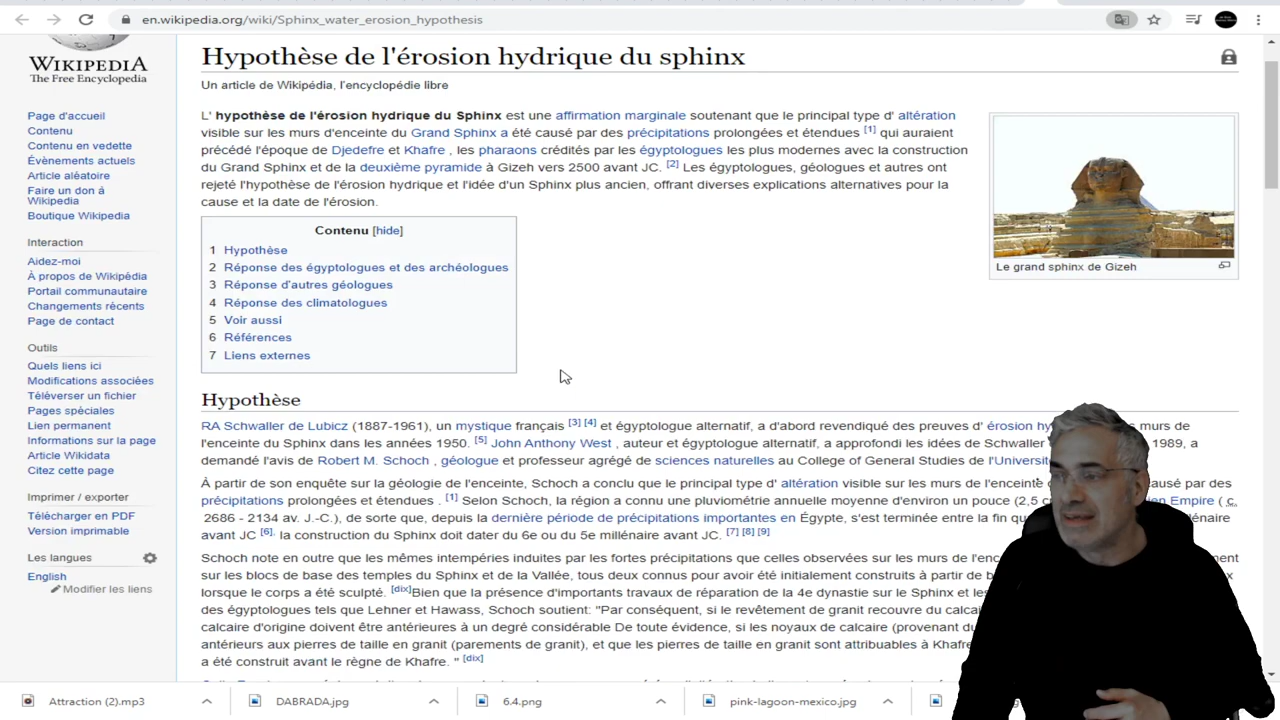 en.wikipedia.org/wiki/Sphinx_water_erosion_hypothesis
WIKIPEDIA
The Free Encyclopedia
Page d'accueil
Contenu
Contenu en vedette
Évènements actuels
Article aléatoire
Faire un don à
Wikipedia
Boutique Wikipedia
Interaction
Aidez-moi
À propos de Wikipédia
Portail communautaire
Changements récents
Page de contact
Outils
Quels liens ici
Modifications associées
Téléverser un fichier
Pages spéciales
Lien permanent
Informations sur la page
Article Wikidata
Citez cette page
Imprimer / exporter
Télécharger en PDF
Version imprimable
Les langues
English
Modifier les liens
Hypothèse de l'érosion hydrique du sphinx
Un article de Wikipédia, l'encyclopédie libre
L' hypothèse de l'érosion hydrique du Sphinx est une affirmation marginale soutenant que le principal type d' altération
visible sur les murs d'enceinte du Grand Sphinx a été causé par des précipitations prolongées et étendues [1] qui auraient
précédé l'époque de Djedefre et Khafre , les pharaons crédités par les égyptologues les plus modernes avec la construction
du Grand Sphinx et de la deuxième pyramide à Gizeh vers 2500 avant JC. [2] Les égyptologues, géologues et autres ont
rejeté l'hypothèse de l'érosion hydrique et l'idée d'un Sphinx plus ancien, offrant diverses explications alternatives pour la
cause et la date de l'érosion.
Le grand sphinx de Gizeh
Contenu [hide]
1 Hypothèse
2 Réponse des égyptologues et des archéologues
3 Réponse d'autres géologues
4 Réponse des climatologues
5 Voir aussi
6 Références
7 Liens externes
Hypothèse
RA Schwaller de Lubicz (1887-1961), un mystique français [3] [4] et égyptologue alternatif, a d'abord revendiqué des preuves d' érosion murs de
l'enceinte du Sphinx dans les années 1950. [5] John Anthony West , auteur et égyptologue alternatif, a approfondi les idées de Schwaller 1989, a
demandé l'avis de Robert M. Schoch , géologue et professeur agrégé de sciences naturelles au College of General Studies de
À partir de son enquête sur la géologie de l'enceinte, Schoch a conclu que le principal type d' altération visible sur les murs de l'enceinte par des
précipitations prolongées et étendues . [1] Selon Schoch, la région a connu une pluviométrie annuelle moyenne d'environ un pouce (2,5 Empire ( c.
2686 - 2134 av. J.-C.), de sorte que, depuis la dernière période de précipitations importantes en Égypte, s'est terminée entre la fin
avant JC [6], la construction du Sphinx doit dater du 6e ou du 5e millénaire avant JC. [7] [8] [9]
Schoch note en outre que les mêmes intempéries induites par les fortes précipitations que celles observées sur les murs de
sur les blocs de base des temples du Sphinx et de la Vallée, tous deux connus pour avoir été initialement construits à partir de
lorsque le corps a été sculpté. [dix]Bien que la présence d'importants travaux de réparation de la 4e dynastie sur le Sphinx et les
des égyptologues tels que Lehner et Hawass, Schoch soutient: "Par conséquent, si le revêtement de granit recouvre du
calcaire d'origine doivent être antérieures à un degré considérable De toute évidence, si les noyaux de calcaire (provenant
antérieurs aux pierres de taille en granit (parements de granit), et que les pierres de taille en granit sont attribuables à
a été construit avant le règne de Khafre. " [dix]
Attraction (2).mp3
DABRADA.jpg
6.4.png
pink-lagoon-mexico.jpg